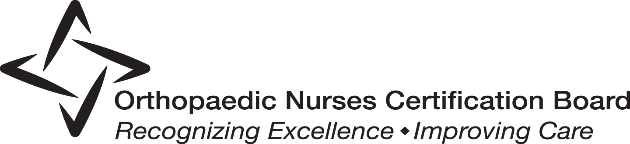 Orthopaedic Nurses Certification Board
Recognizing Excellence ◆ Improving Care